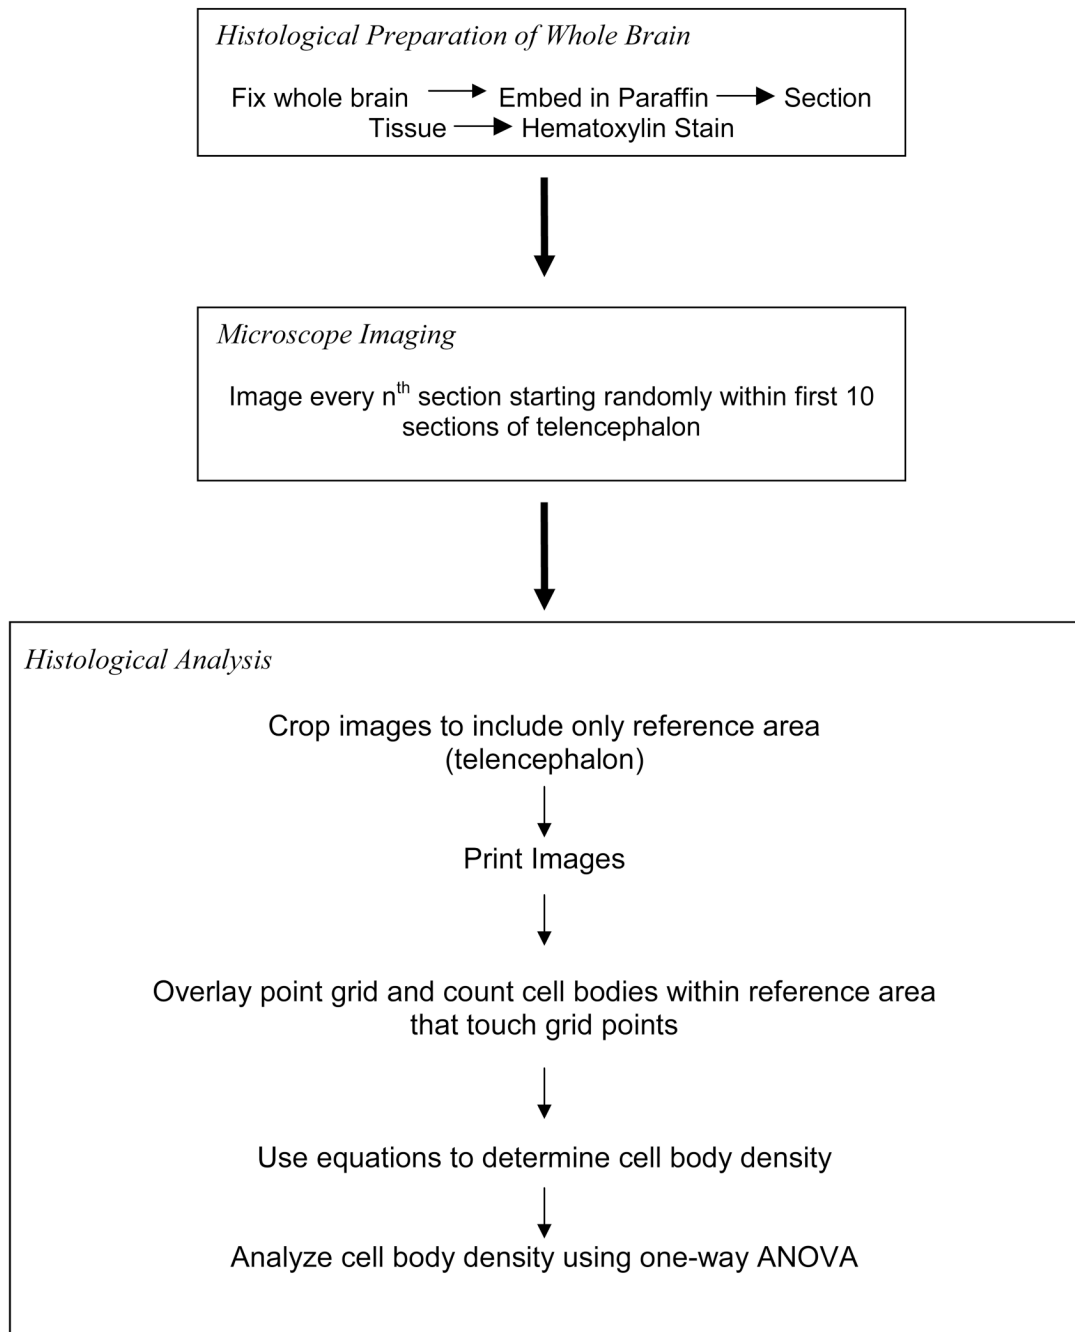 Histological Preparation of Whole Brain
Fix whole brain → Embed in Paraffin → Section
Tissue → Hematoxylin Stain
Microscope Imaging
Image every nth section starting randomly within first 10
sections of telencephalon
Histological Analysis
Crop images to include only reference area
(telencephalon)
Print Images
Overlay point grid and count cell bodies within reference area
that touch grid points
Use equations to determine cell body density
Analyze cell body density using one-way ANOVA